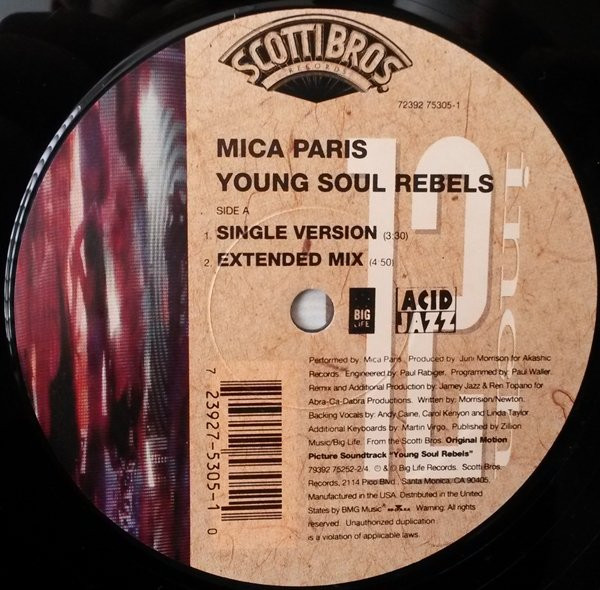 SCOTTI BROS.
RECORDS
72392 75305-1
MICA PARIS
YOUNG SOUL REBELS
SIDE A
1. SINGLE VERSION (3:30)
2. EXTENDED MIX (4:50)
12
inch
BIG LIFE
ACID JAZZ
Performed by: Mica Paris. Produced by: Juni Morrison for Akashic
Records. Engineered by: Paul Rabiger. Programmed by: Paul Waller.
Remix and Additional Production by: Jamey Jazz & Ren Topano for
Abra-Ca-Dabra Productions. Written by: Morrison/Newton.
Backing Vocals by: Andy Caine, Carol Kenyon and Linda Taylor.
Additional Keyboards by: Martin Virgo. Published by Zillion
Music/Big Life. From the Scotti Bros. Original Motion
Picture Soundtrack "Young Soul Rebels"
79392 75252-2/4. ℗ & © Big Life Records. Scotti Bros.
Records, 2114 Pico Blvd., Santa Monica, CA 90405.
Manufactured in the USA. Distributed in the United
States by BMG Music® BMG Warning: All rights
reserved. Unauthorized duplication
is a violation of applicable laws.
7 23927-5305-1 0